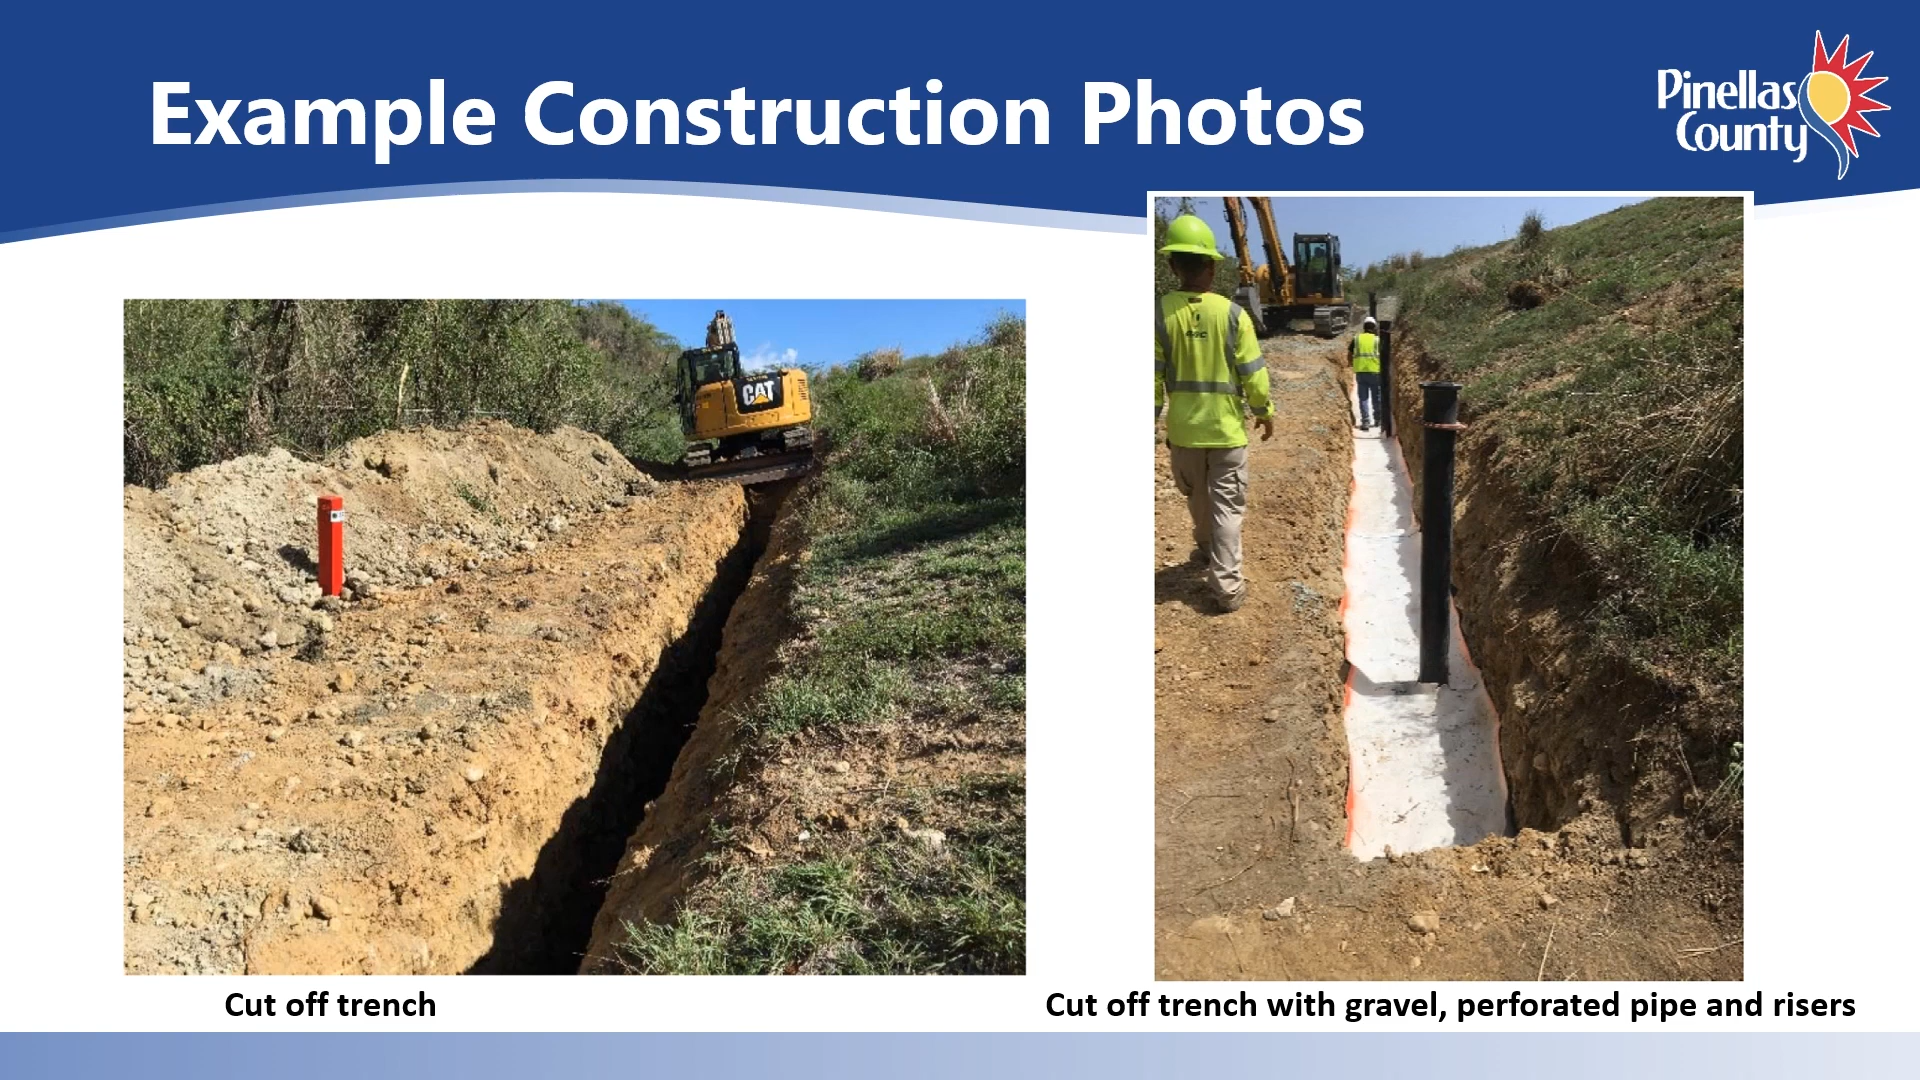 Example Construction Photos
Pinellas
County
CAT
Cut off trench
Cut off trench with gravel, perforated pipe and risers